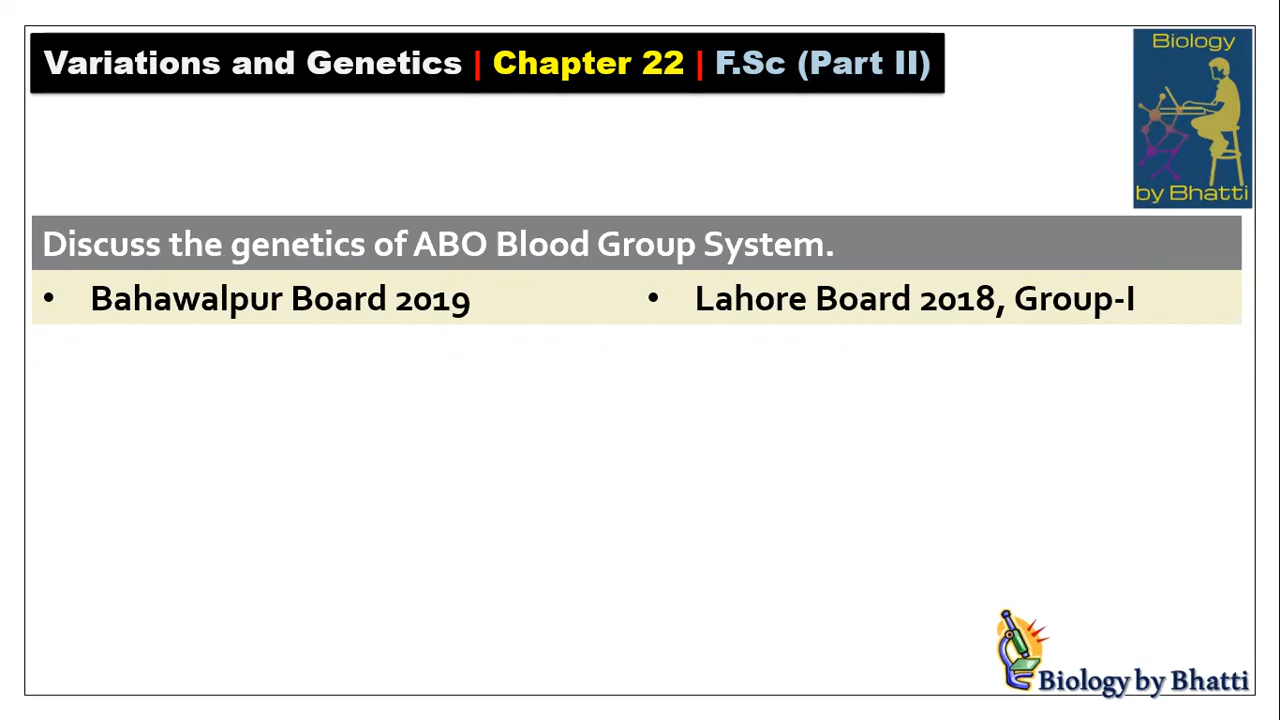 Variations and Genetics | Chapter 22 | F.Sc (Part II)
Biology
by Bhatti
Discuss the genetics of ABO Blood Group System.
• Bahawalpur Board 2019 • Lahore Board 2018, Group-I
Biology by Bhatti